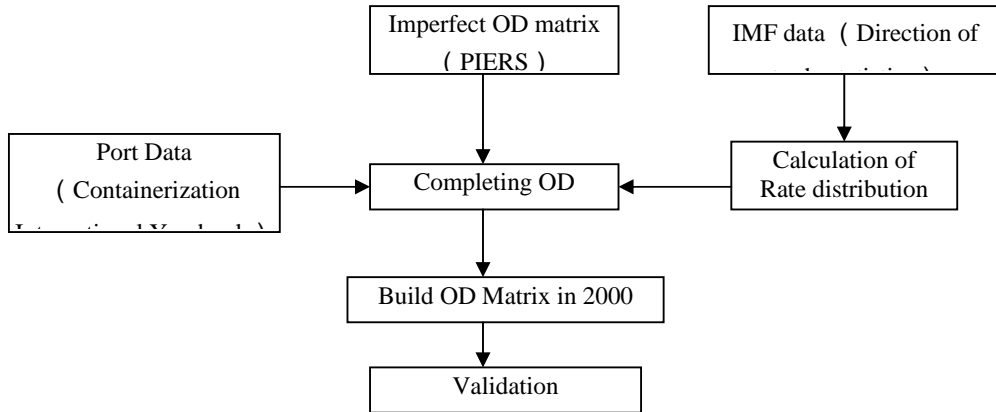 Imperfect OD matrix
( PIERS )
IMF data ( Direction of
Port Data
( Containerization
Completing OD
Calculation of
Rate distribution
Build OD Matrix in 2000
Validation